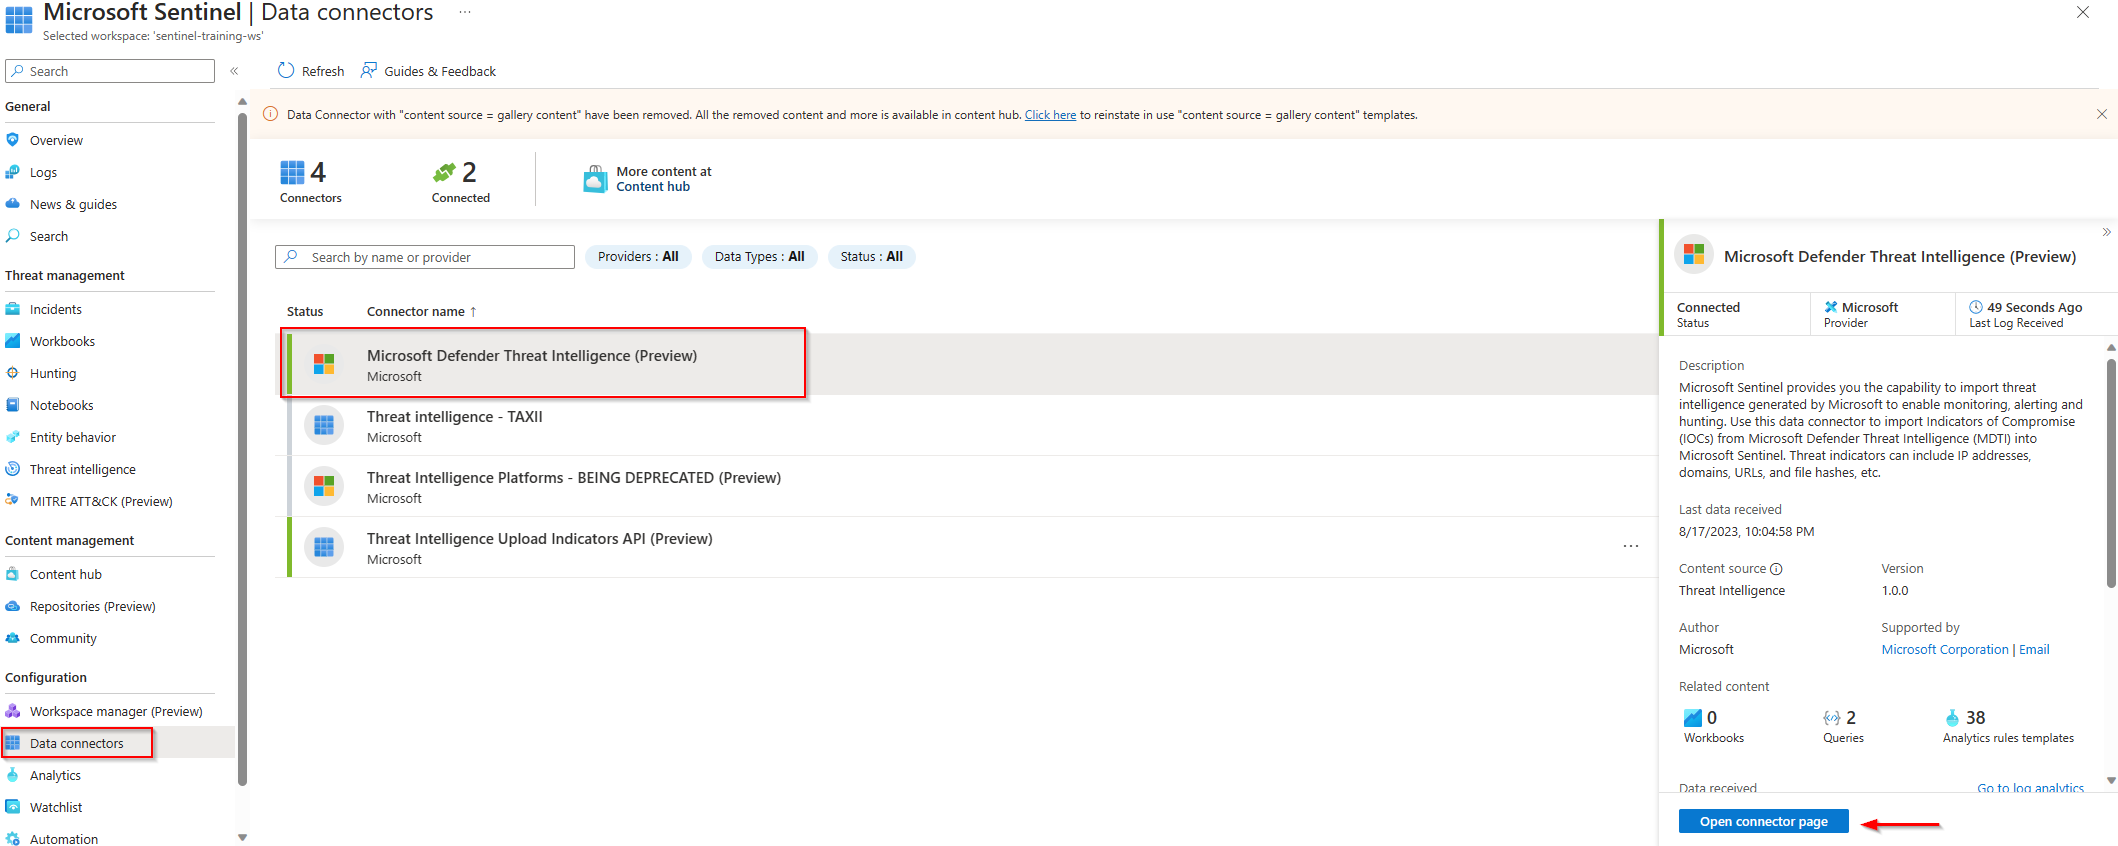 Microsoft Sentinel | Data connectors ...
Selected workspace: 'sentinel-training-ws'
Search
Refresh
Guides & Feedback
General
Overview
Logs
News & guides
Search
Threat management
Incidents
Workbooks
Hunting
Notebooks
Entity behavior
Threat intelligence
MITRE ATT&CK (Preview)
Content management
Content hub
Repositories (Preview)
Community
Configuration
Workspace manager (Preview)
Data connectors
Analytics
Watchlist
Automation
Data Connector with "content source = gallery content" have been removed. All the removed content and more is available in content hub. Click here to reinstate in use "content source = gallery content" templates.
4
Connectors
2
Connected
More content at
Content hub
Search by name or provider
Providers : All
Data Types : All
Status : All
Status
Connector name ↑
Microsoft Defender Threat Intelligence (Preview)
Microsoft
Threat intelligence - TAXII
Microsoft
Threat Intelligence Platforms - BEING DEPRECATED (Preview)
Microsoft
Threat Intelligence Upload Indicators API (Preview)
Microsoft
...
Microsoft Defender Threat Intelligence (Preview)
Connected
Status
Microsoft
Provider
49 Seconds Ago
Last Log Received
Description
Microsoft Sentinel provides you the capability to import threat
intelligence generated by Microsoft to enable monitoring, alerting and
hunting. Use this data connector to import Indicators of Compromise
(IOCs) from Microsoft Defender Threat Intelligence (MDTI) into
Microsoft Sentinel. Threat indicators can include IP addresses,
domains, URLs, and file hashes, etc.
Last data received
8/17/2023, 10:04:58 PM
Content source
Threat Intelligence
Version
1.0.0
Author
Microsoft
Supported by
Microsoft Corporation | Email
Related content
0
Workbooks
2
Queries
38
Analytics rules templates
Data received
Go to log analytics
Open connector page